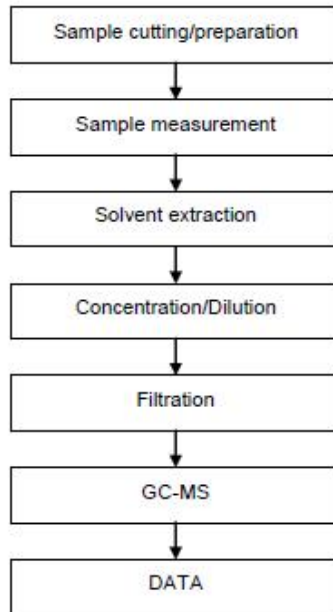 Sample cutting/preparation
Sample measurement
Solvent extraction
Concentration/Dilution
Filtration
GC-MS
DATA